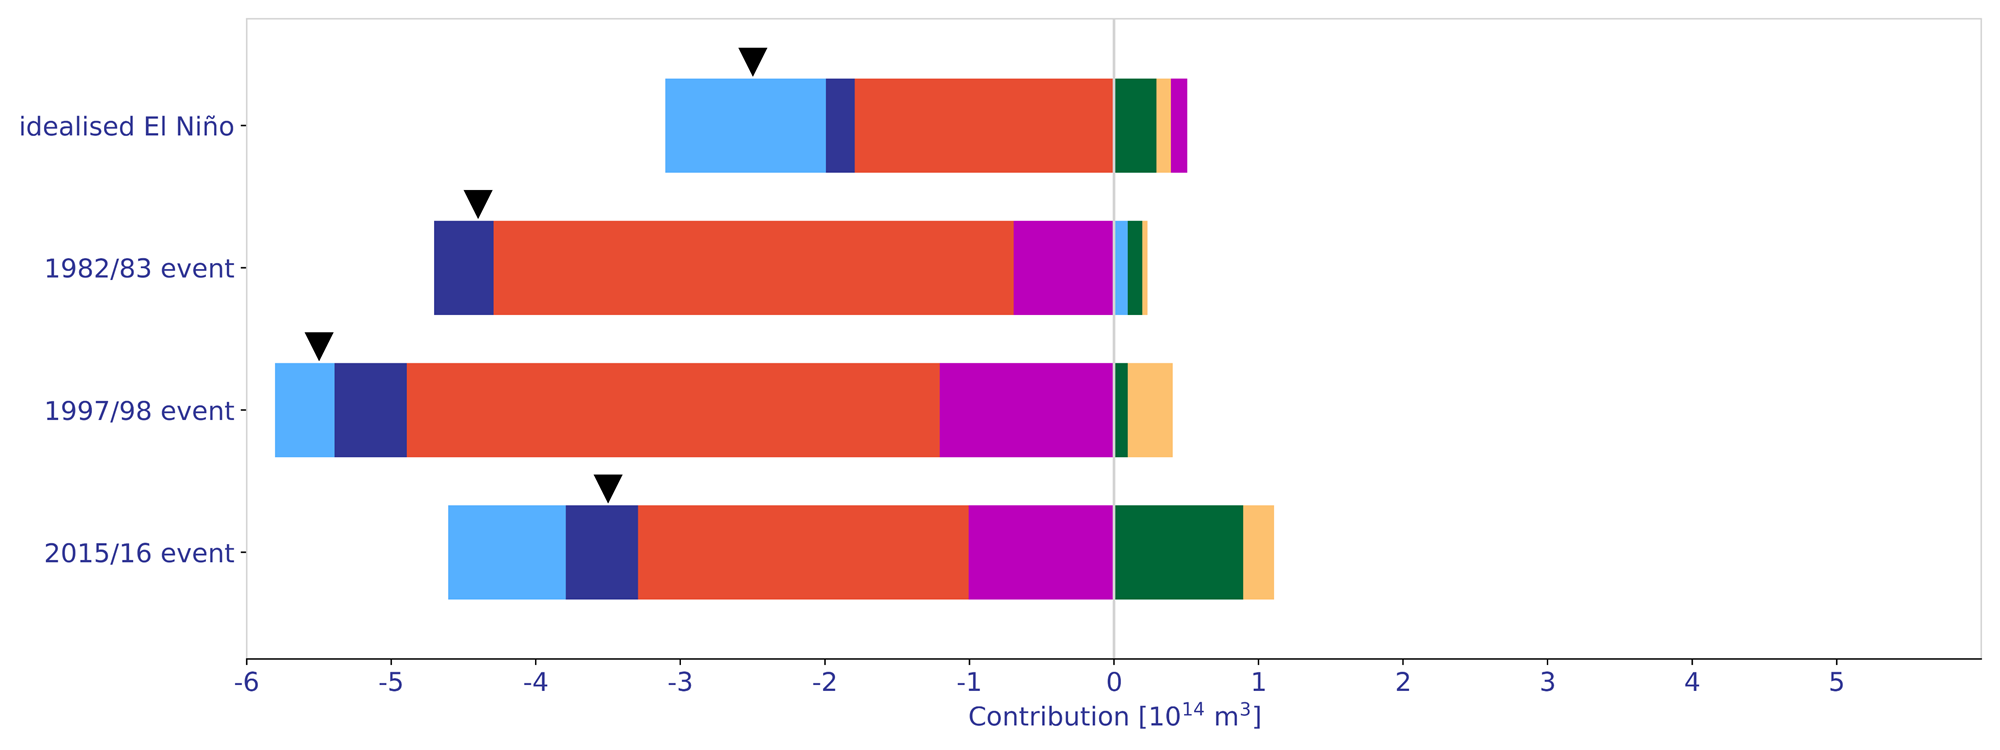 idealised El Niño
1982/83 event
1997/98 event
2015/16 event
-6 -5 -4 -3 -2 -1 0 1 2 3 4 5
Contribution [10¹⁴ m³]